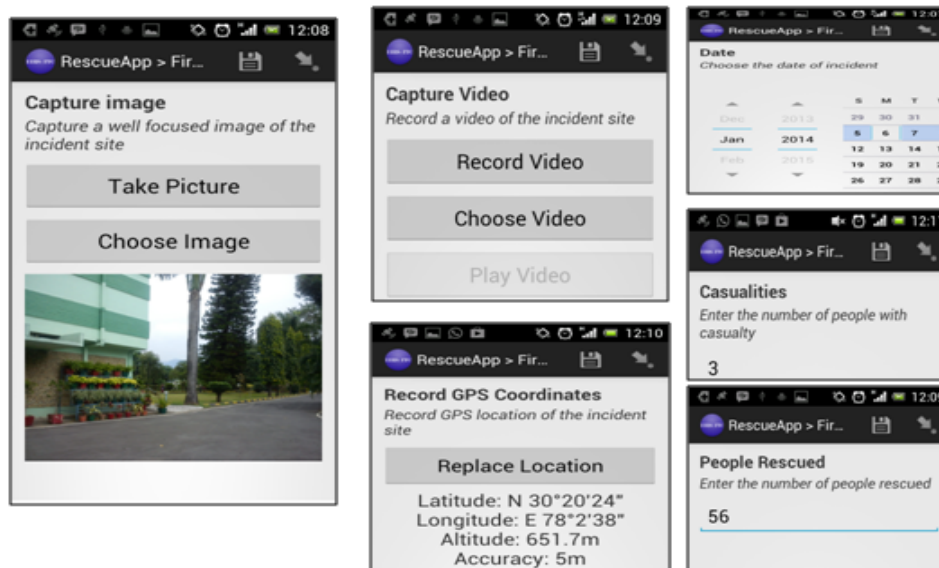 12:08
RescueApp > Fir...
Capture image
Capture a well focused image of the
incident site
Take Picture
Choose Image
12:09
RescueApp > Fir...
Capture Video
Record a video of the incident site
Record Video
Choose Video
Play Video
12:10
RescueApp > Fir...
Record GPS Coordinates
Record GPS location of the incident
site
Replace Location
Latitude: N 30°20'24"
Longitude: E 78°2'38"
Altitude: 651.7m
Accuracy: 5m
RescueApp > Fir...
Date
Choose the date of incident
S M T
Dec 2013 29 30 31
Jan 2014 5 6 7
12 13 14
Feb 2015 19 20 21
26 27 28
RescueApp > Fir...
Casualities
Enter the number of people with
casualty
3
RescueApp > Fir...
People Rescued
Enter the number of people rescued
56